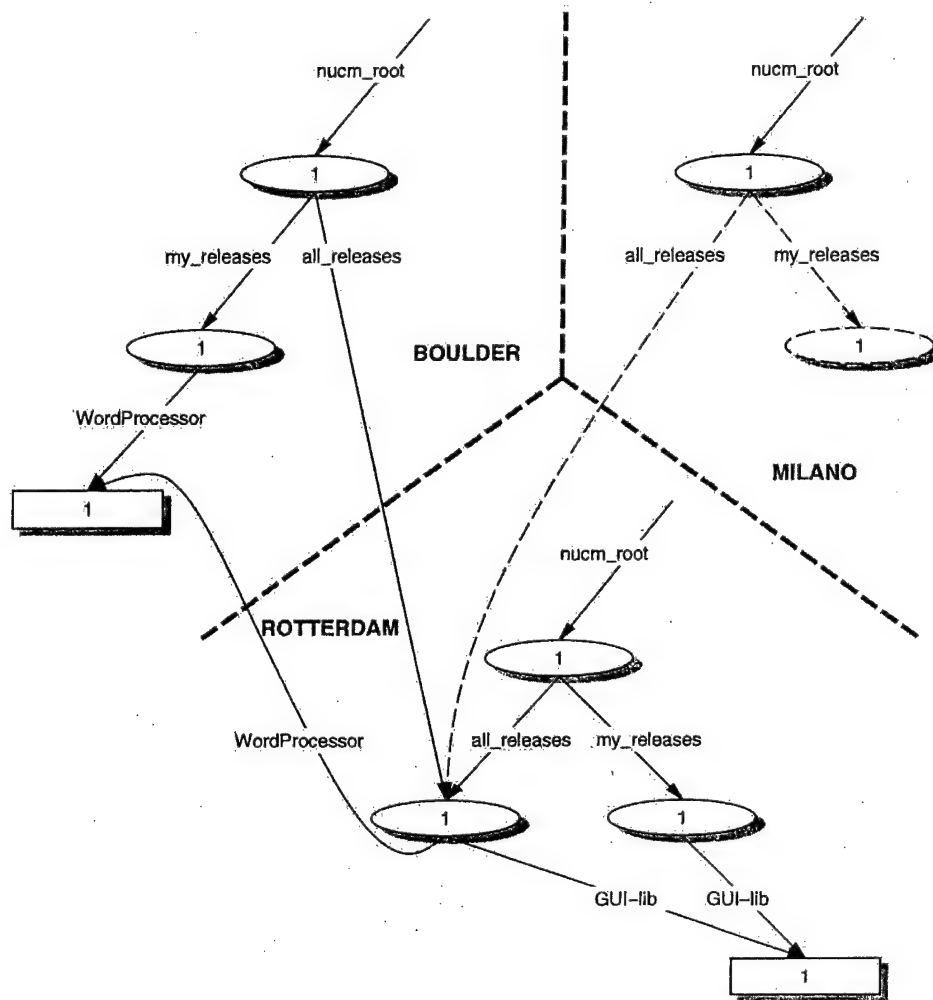 nucm_root
nucm_root
1
1
my_releases
all_releases
all_releases
my_releases
1
1
BOULDER
WordProcessor
MILANO
1
nucm_root
ROTTERDAM
1
WordProcessor
all_releases
my_releases
1
1
GUI-lib
GUI-lib
1